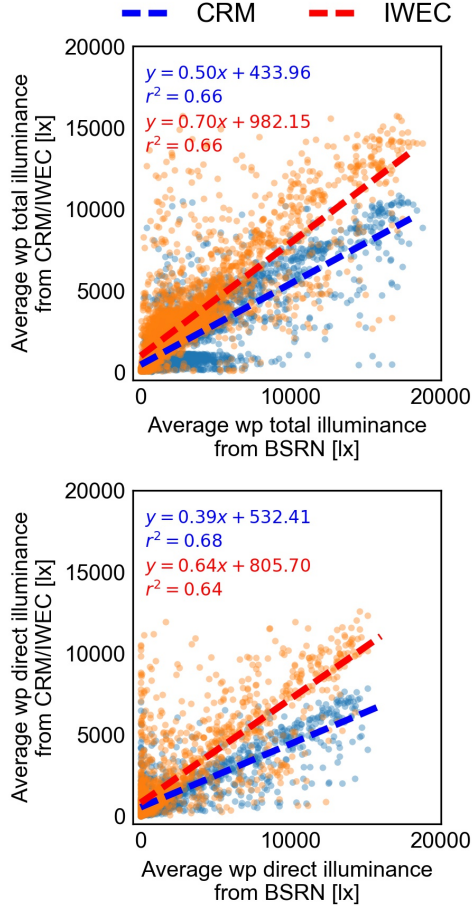 CRM IWEC
20000
15000
10000
5000
0
y = 0.50x + 433.96
r² = 0.66
y = 0.70x + 982.15
r² = 0.66
Average wp total illuminance
from CRM/IWEC [lx]
0 10000 20000
Average wp total illuminance
from BSRN [lx]
20000
15000
10000
5000
0
y = 0.39x + 532.41
r² = 0.68
y = 0.64x + 805.70
r² = 0.64
Average wp direct illuminance
from CRM/IWEC [lx]
0 10000 20000
Average wp direct illuminance
from BSRN [lx]